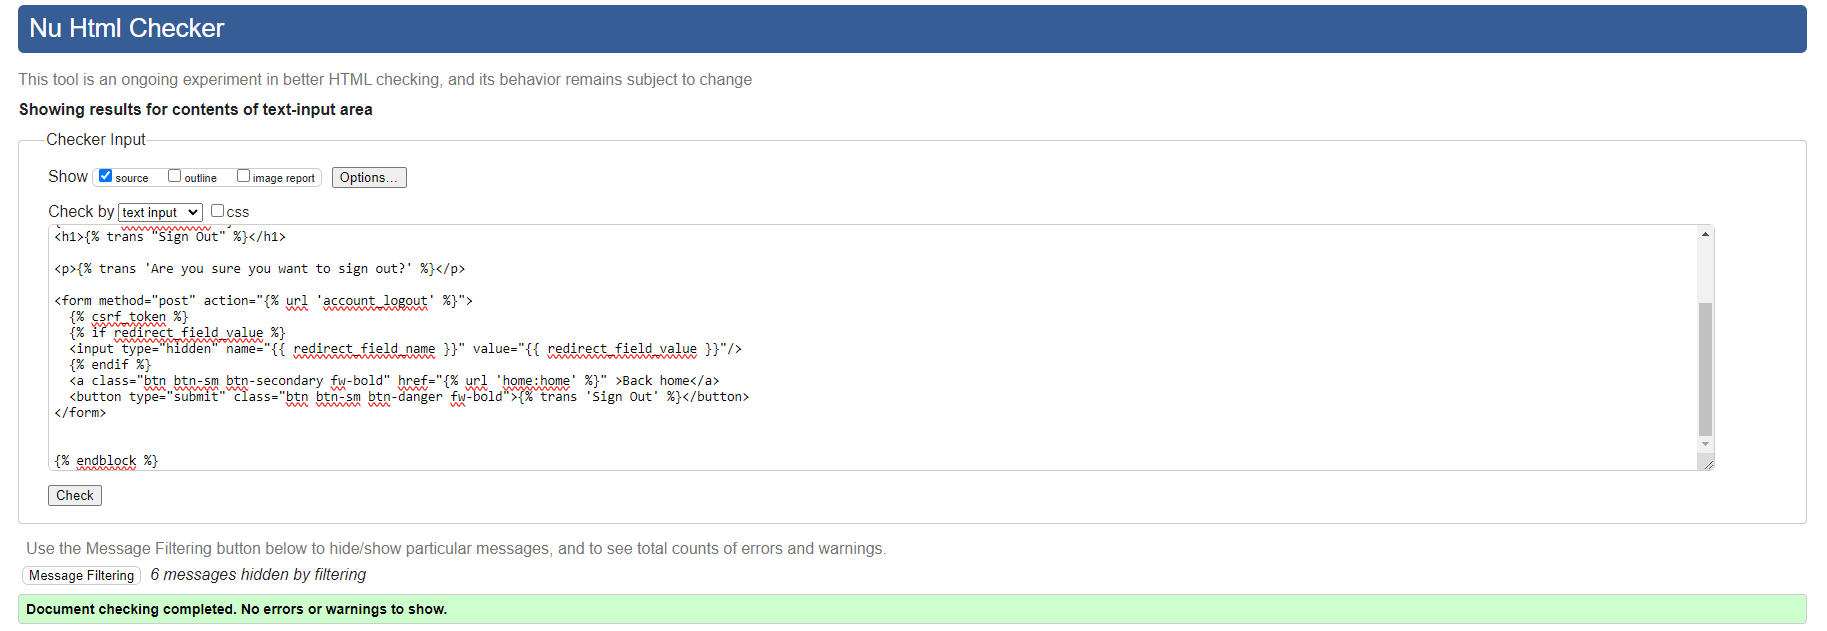 Nu Html Checker
This tool is an ongoing experiment in better HTML checking, and its behavior remains subject to change
Showing results for contents of text-input area
Checker Input
Show source outline image report Options...
Check by text input css
<h1>{% trans "Sign Out" %}</h1>
<p>{% trans 'Are you sure you want to sign out?' %}</p>
<form method="post" action="{% url 'account_logout' %}">
{% csrf_token %}
{% if redirect_field_value %}
<input type="hidden" name="{{ redirect_field_name }}" value="{{ redirect_field_value }}"/>
{% endif %}
<a class="btn btn-sm btn-secondary fw-bold" href="{% url 'home:home' %}" >Back home</a>
<button type="submit" class="btn btn-sm btn-danger fw-bold">{% trans 'Sign Out' %}</button>
</form>
{% endblock %}
Check
Use the Message Filtering button below to hide/show particular messages, and to see total counts of errors and warnings.
Message Filtering 6 messages hidden by filtering
Document checking completed. No errors or warnings to show.